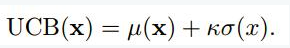 UCB(𝐱) = μ(𝐱) + κσ(x).